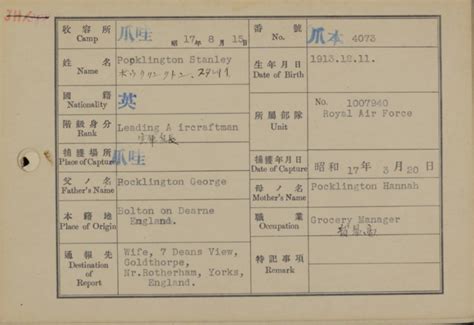 收容所 爪哇 番號 爪本 4073
Camp 昭 17年 8月 15日 No.
姓名 Pocklington Stanley 生年月日 1913.12.11.
Name Date of Birth
國籍 英 所屬部隊 No. 1007940
Nationality Unit Royal Air Force
階級身分 Leading A ircraftman
Rank
捕獲場所 爪哇 捕獲年月日 昭和 17年 3月 20日
Place of Capture Date of Capture
父ノ名 Pocklington George 母ノ名 Pocklington Hannah
Father's Name Mother's Name
本籍地 Bolton on Dearne 職業 Grocery Manager
Place of Origin England. Occupation
通報先 Wife, 7 Deans View, 特記事項
Destination of Report Goldthorpe, Remark
Nr.Rotherham, Yorks,
England.